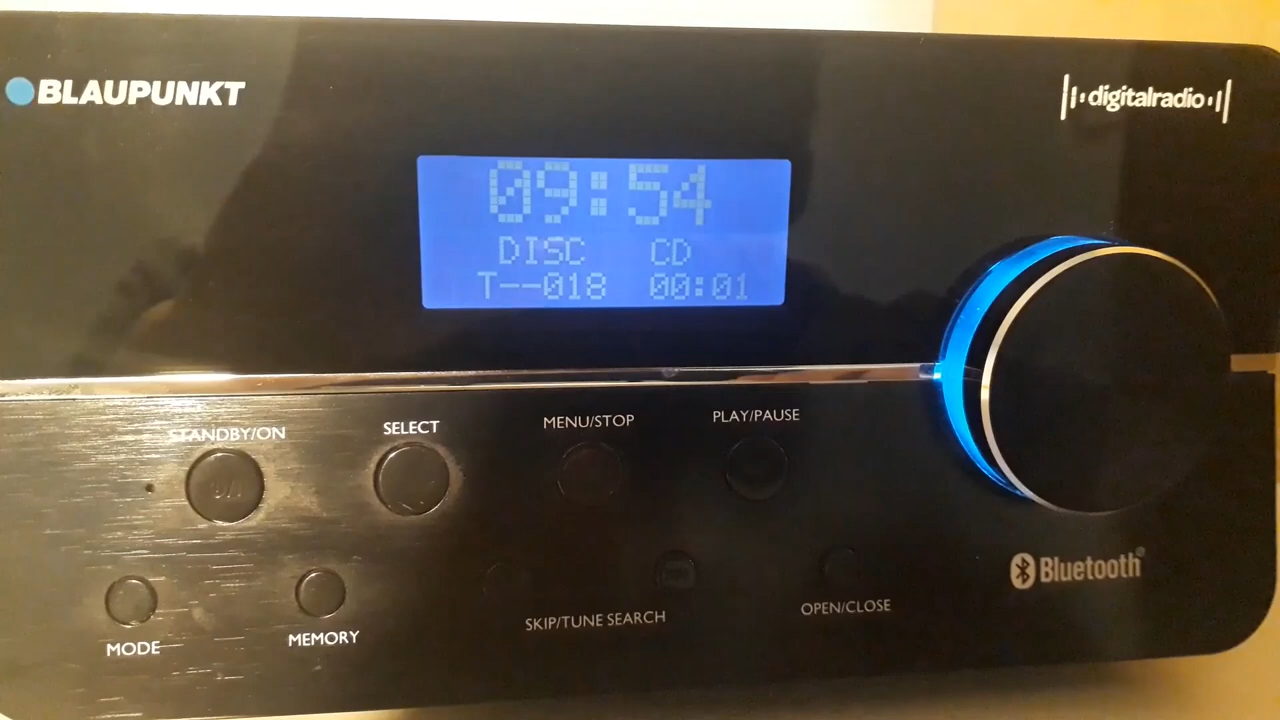 BLAUPUNKT
digitalradio
09:54
DISC CD
T--018 00:01
STANDBY/ON
SELECT
MENU/STOP
PLAY/PAUSE
MODE
MEMORY
SKIP/TUNE SEARCH
OPEN/CLOSE
Bluetooth®